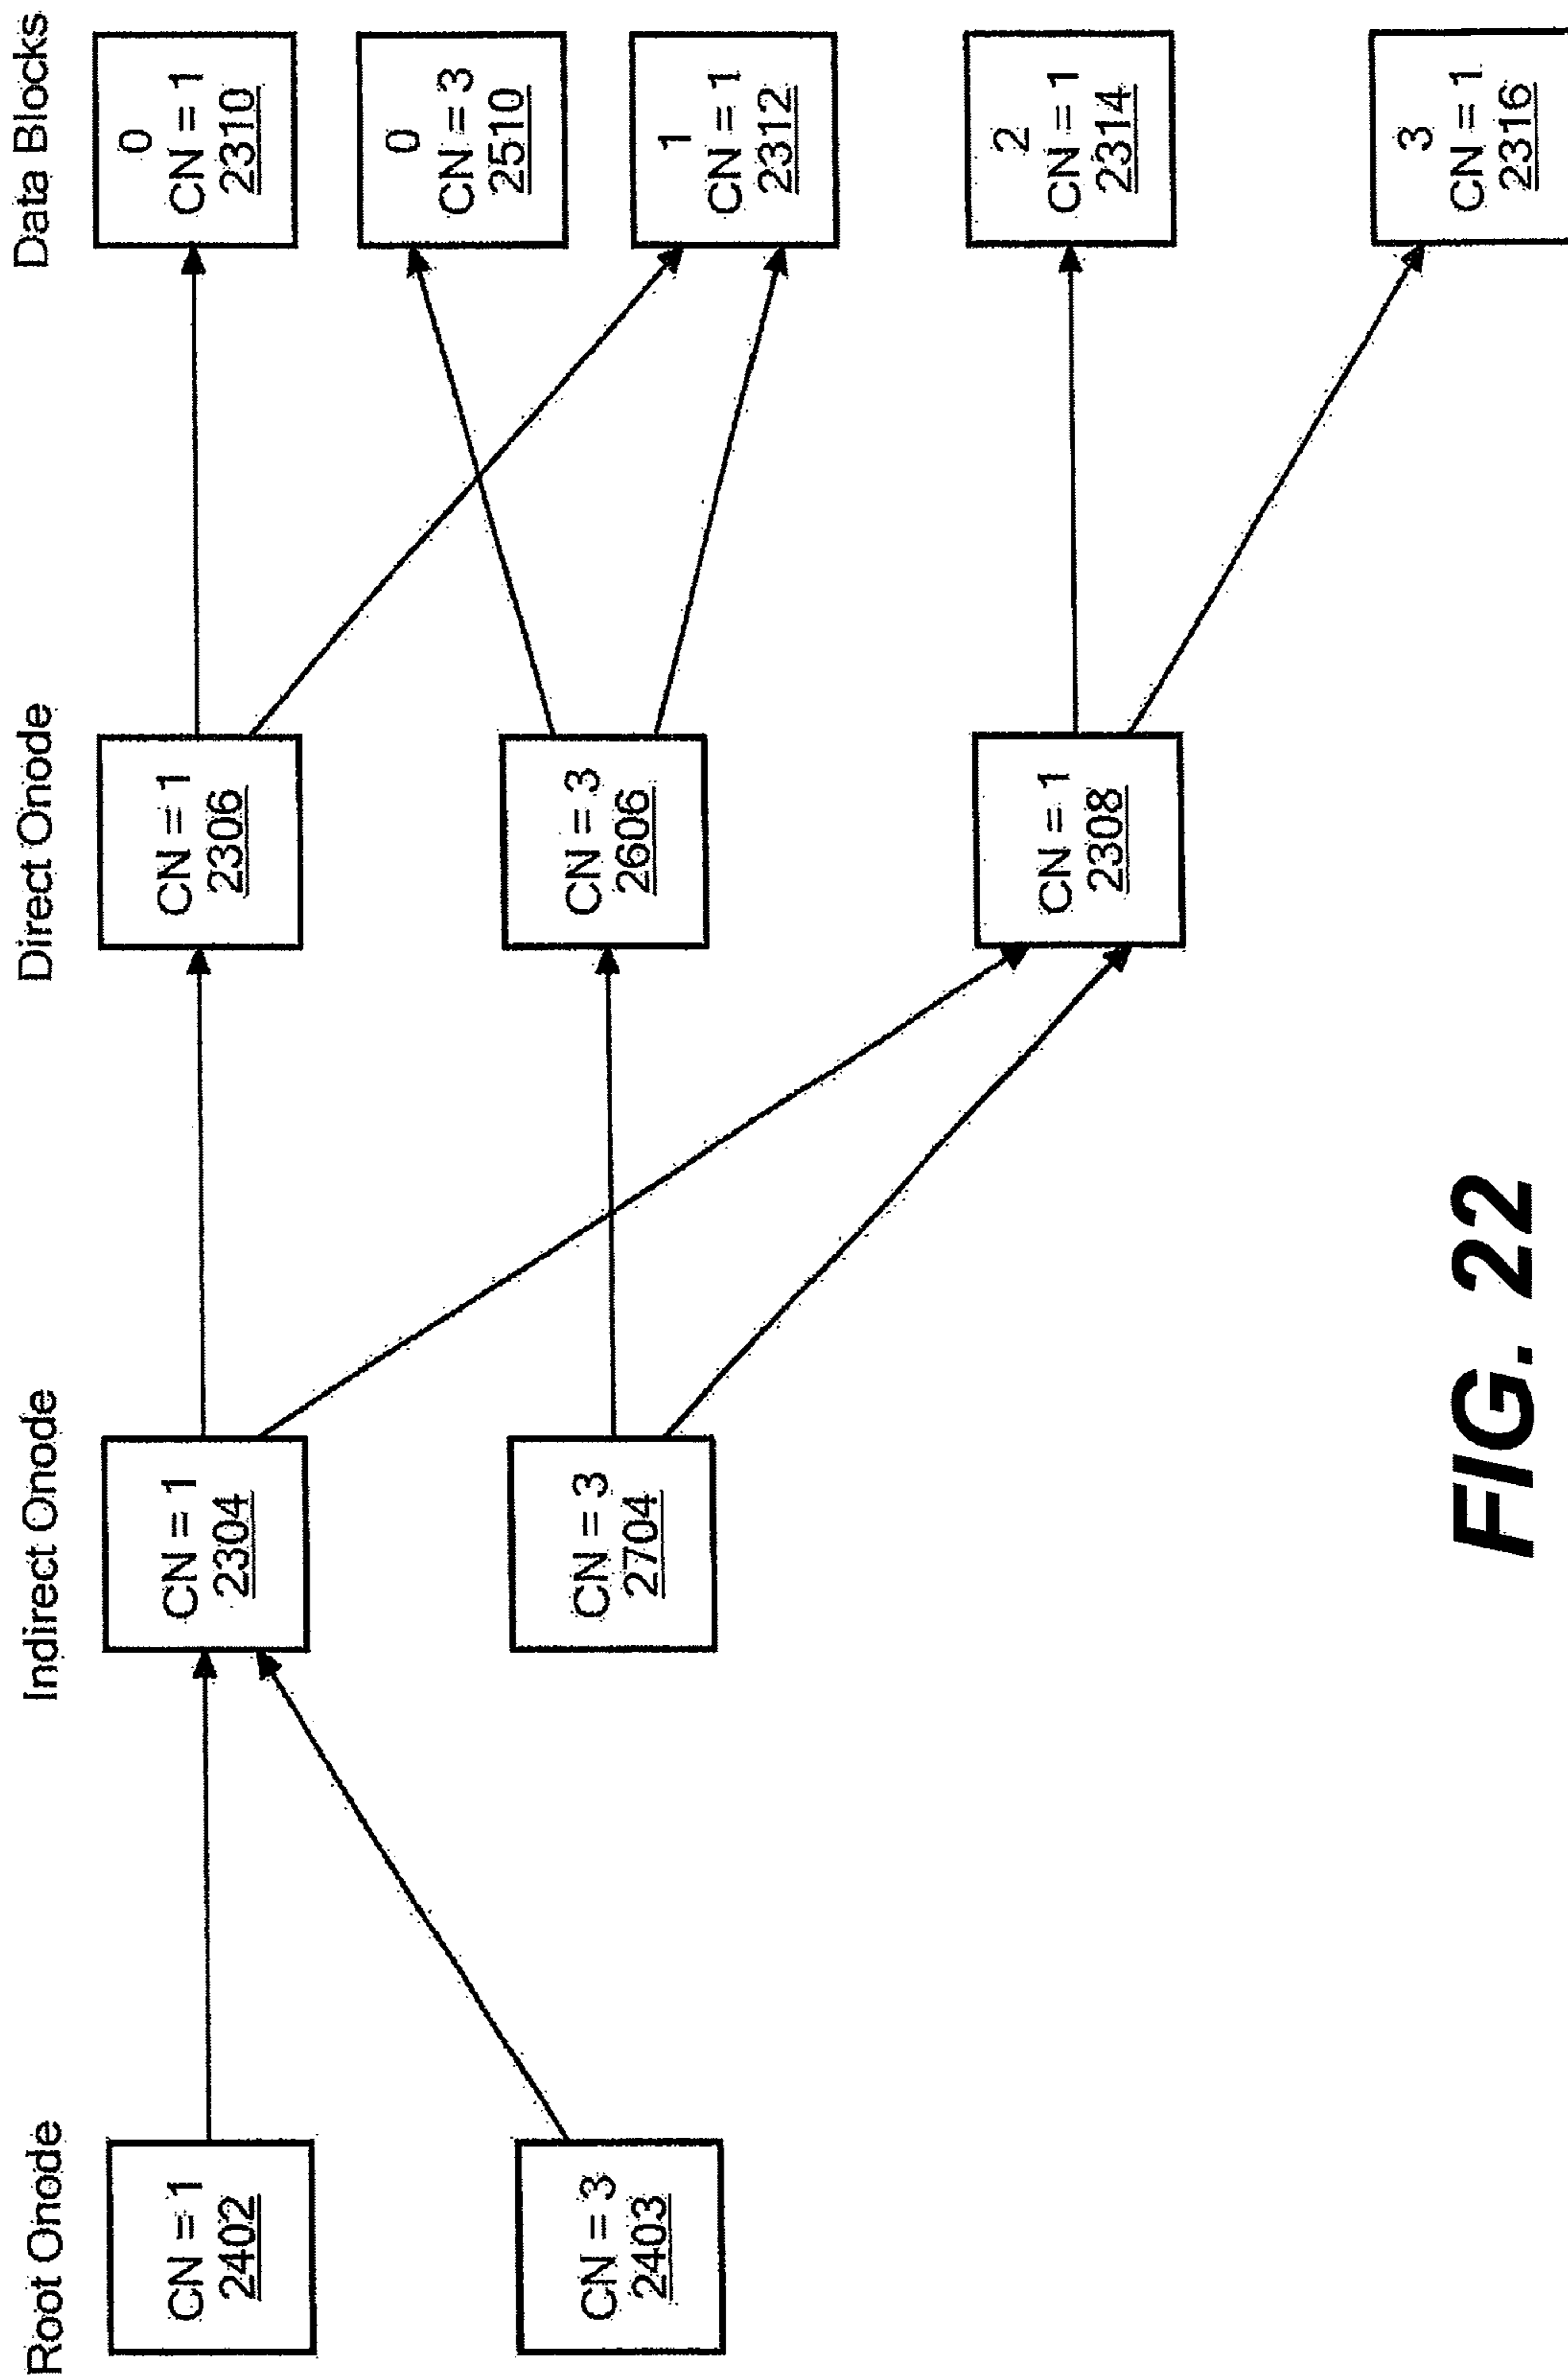 Root Onode
Indirect Onode
Direct Onode
Data Blocks
CN = 1
2402
CN = 3
2403
CN = 1
2304
CN = 3
2704
CN = 1
2306
CN = 3
2606
CN = 1
2308
0
CN = 1
2310
0
CN = 3
2510
1
CN = 1
2312
2
CN = 1
2314
3
CN = 1
2316
FIG. 22